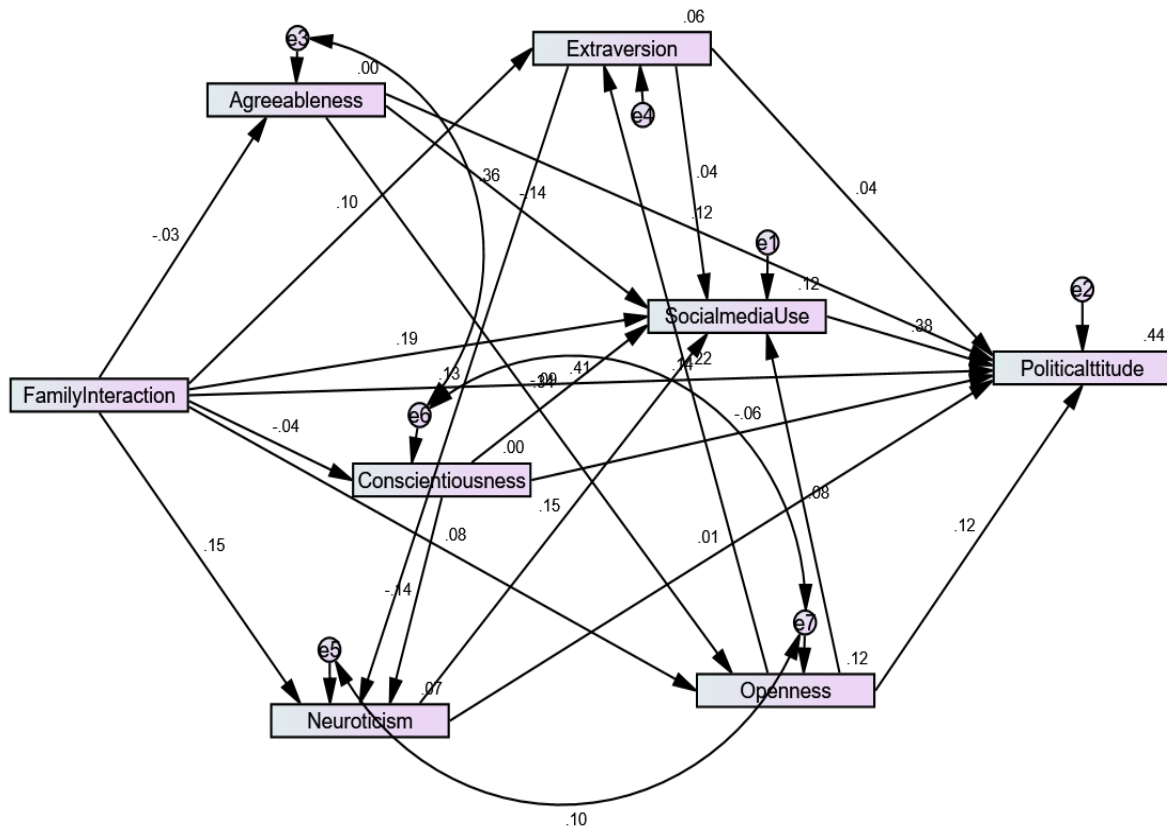 .06
e3
Extraversion
.00
Agreeableness
e4
.36
-.14
.04
.10
.04
.12
-.03
e1
.12
e2
SocialmediaUse
.38
.44
.19
PoliticalAttitude
.41
.14
.22
.13
FamilyInteraction
e6
-.06
-.04
.00
Conscientiousness
.08
.15
.08
.12
.01
.15
-.14
e7
e5
.12
.07
Openness
Neuroticism
.10